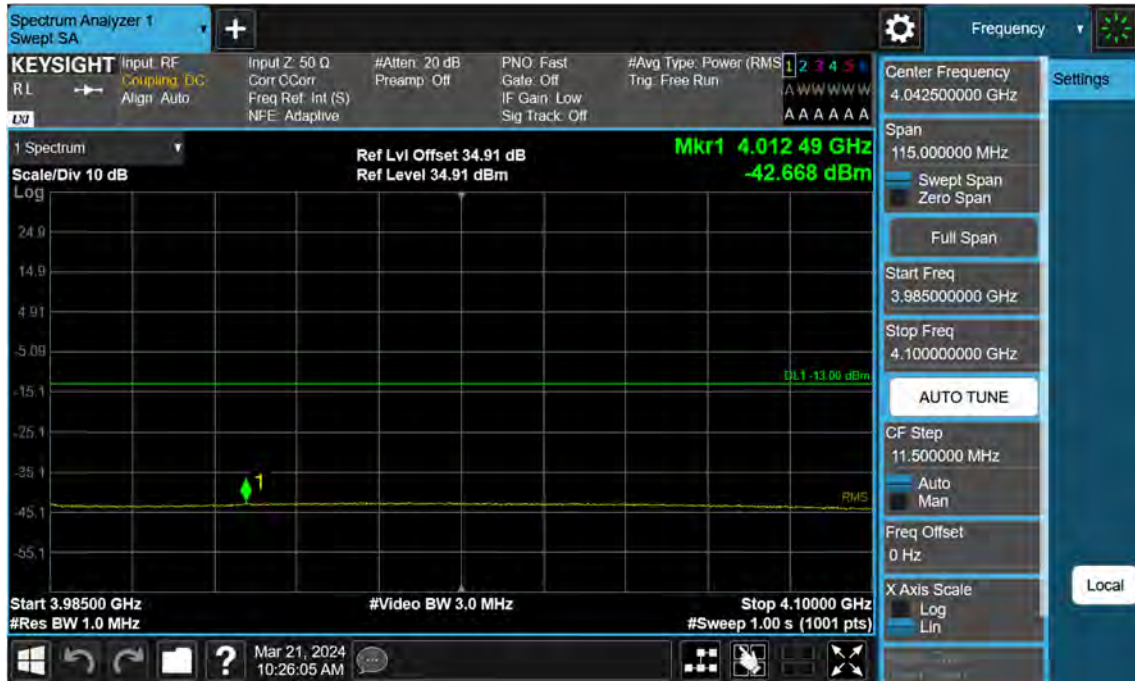 Spectrum Analyzer 1
Swept SA
+
Frequency
KEYSIGHT
RL
LXI
Input: RF
Coupling: DC
Align: Auto
Input Z: 50 Ω
Corr CCorr
Freq Ref: Int (S)
NFE: Adaptive
#Atten: 20 dB
Preamp: Off
PNO: Fast
Gate: Off
IF Gain: Low
Sig Track: Off
#Avg Type: Power (RMS
Trig: Free Run
1 2 3 4 5 6
A W W W W W
A A A A A A
1 Spectrum
Scale/Div 10 dB
Ref Lvl Offset 34.91 dB
Ref Level 34.91 dBm
Mkr1 4.012 49 GHz
-42.668 dBm
Log
24.9
14.9
4.91
-5.09
DL1 -13.00 dBm
-15.1
-25.1
-35.1
1
RMS
-45.1
-55.1
Start 3.98500 GHz
#Video BW 3.0 MHz
Stop 4.10000 GHz
#Res BW 1.0 MHz
#Sweep 1.00 s (1001 pts)
?
Mar 21, 2024
10:26:05 AM
Center Frequency
4.042500000 GHz
Settings
Span
115.000000 MHz
Swept Span
Zero Span
Full Span
Start Freq
3.985000000 GHz
Stop Freq
4.100000000 GHz
AUTO TUNE
CF Step
11.500000 MHz
Auto
Man
Freq Offset
0 Hz
X Axis Scale
Log
Lin
Local